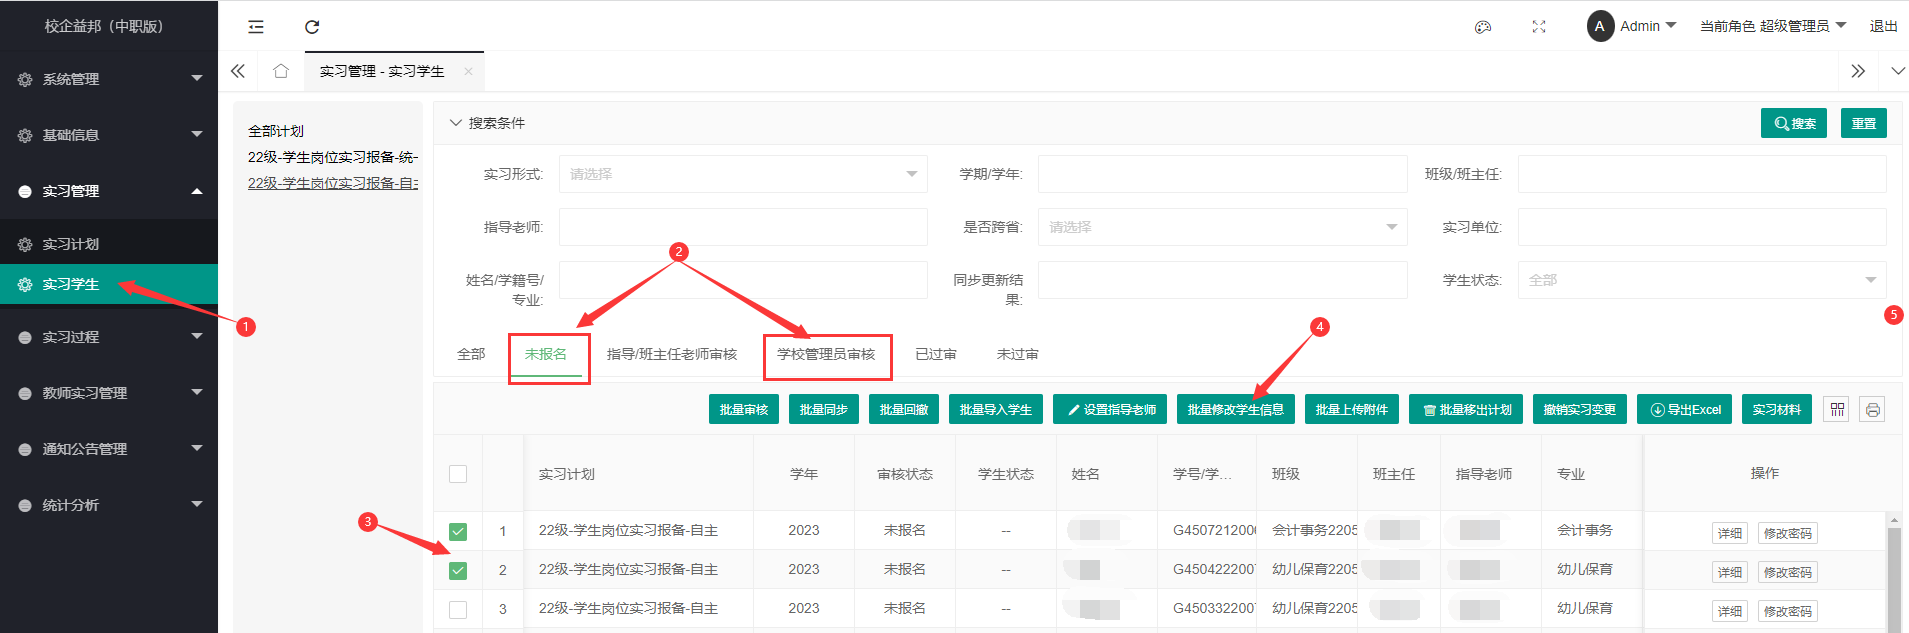 校企益邦（中职版）
系统管理
基础信息
实习管理
实习计划
实习学生
实习过程
教师实习管理
通知公告管理
统计分析
A Admin 当前角色 超级管理员 退出
实习管理 - 实习学生 ×
全部计划
22级-学生岗位实习报备-统一
22级-学生岗位实习报备-自主
搜索条件 搜索 重置
实习形式: 请选择 学期/学年: 班级/班主任:
指导老师: 是否跨省: 请选择 实习单位:
姓名/学籍号/专业: 同步更新结果: 学生状态: 全部
1
2
3
4
5
全部 未报名 指导/班主任老师审核 学校管理员审核 已过审 未过审
批量审核 批量同步 批量回撤 批量导入学生 设置指导老师 批量修改学生信息 批量上传附件 批量移出计划 撤销实习变更 导出Excel 实习材料
实习计划 学年 审核状态 学生状态 姓名 学号/学... 班级 班主任 指导老师 专业 操作
1 22级-学生岗位实习报备-自主 2023 未报名 -- G450721200 会计事务2205 会计事务 详细 修改密码
2 22级-学生岗位实习报备-自主 2023 未报名 -- G450422200 幼儿保育2205 幼儿保育 详细 修改密码
3 22级-学生岗位实习报备-自主 2023 未报名 -- G450332200 幼儿保育2205 幼儿保育 详细 修改密码